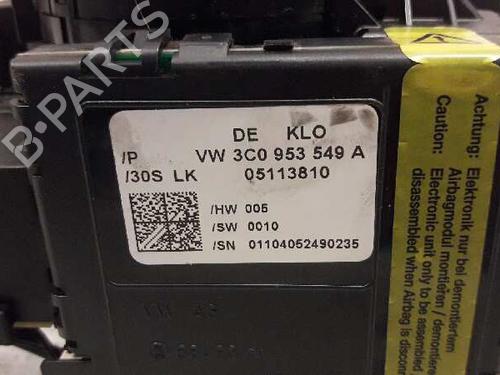 B-PARTS
DE KLO
/P VW 3C0 953 549 A
/30S LK 05113810
/HW 005
/SW 0010
/SN 01104052490235
VW AG
Achtung: Elektronik nur bei demontiertem
Airbagmodul montieren / demontieren
Caution: Electronic unit only to be assembled
disassembled when Airbag is